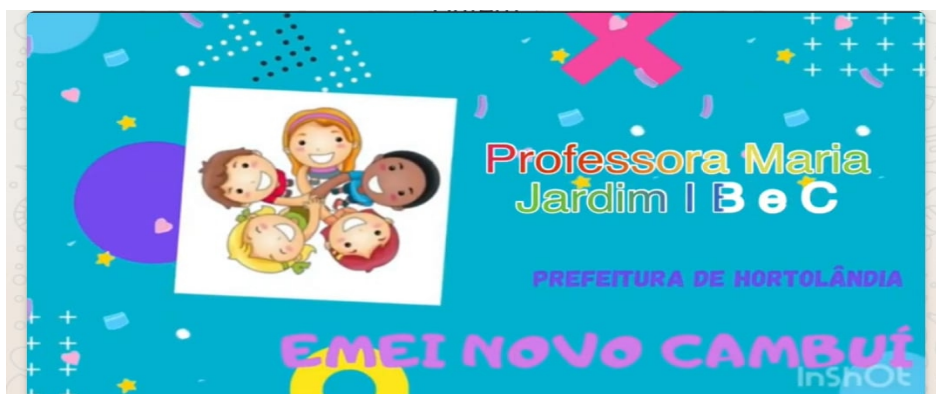 Professora Maria
Jardim I B e C
PREFEITURA DE HORTOLÂNDIA
EMEI NOVO CAMBUÍ
InShOt